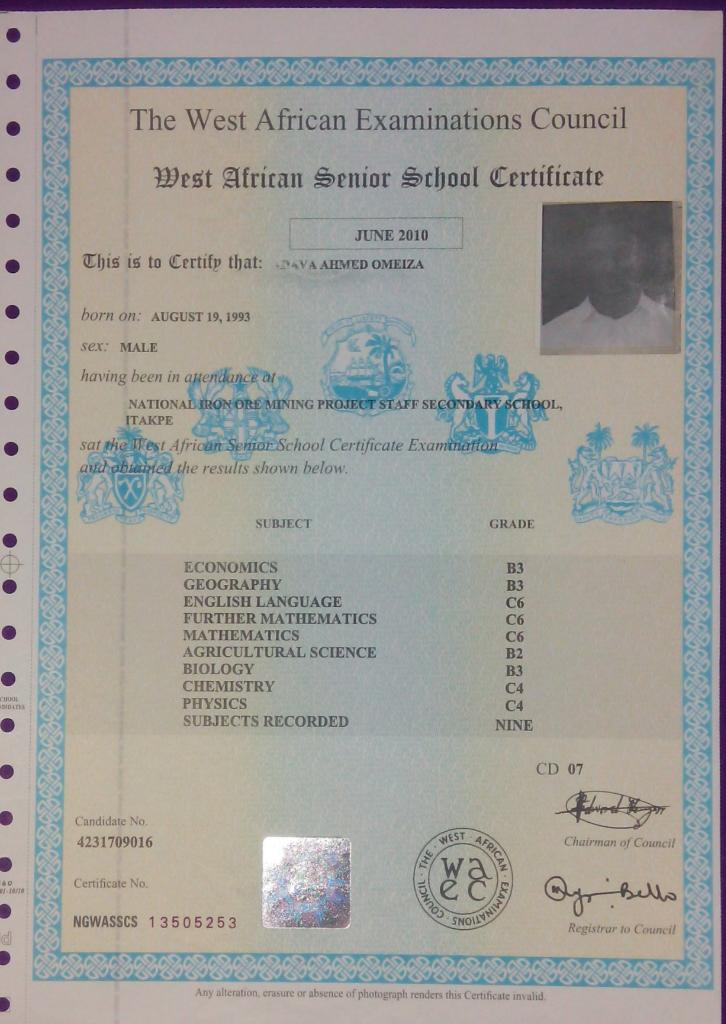 The West African Examinations Council
West African Senior School Certificate
JUNE 2010
This is to Certify that: AHMED OMEIZA
born on: AUGUST 19, 1993
sex: MALE
having been in attendance at
NATIONAL IRON ORE MINING PROJECT STAFF SECONDARY SCHOOL,
ITAKPE
sat the West African Senior School Certificate Examination
and obtained the results shown below.
SUBJECT GRADE
ECONOMICS B3
GEOGRAPHY B3
ENGLISH LANGUAGE C6
FURTHER MATHEMATICS C6
MATHEMATICS C6
AGRICULTURAL SCIENCE B2
BIOLOGY B3
CHEMISTRY C4
PHYSICS C4
SUBJECTS RECORDED NINE
CD 07
Candidate No.
4231709016
Chairman of Council
Certificate No.
NGWASSCS 13505253
THE · WEST · AFRICAN · EXAMINATIONS · COUNCIL
wa
ec
Bello
Registrar to Council
Any alteration, erasure or absence of photograph renders this Certificate invalid.